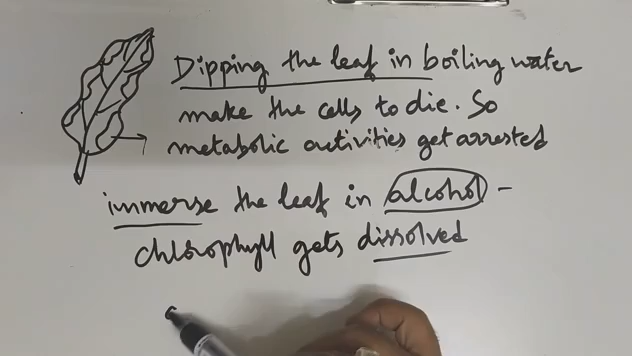 Dipping the leaf in boiling water
make the cells to die. So
metabolic activities get arrested
immerse the leaf in alcohol -
chlorophyll gets dissolved